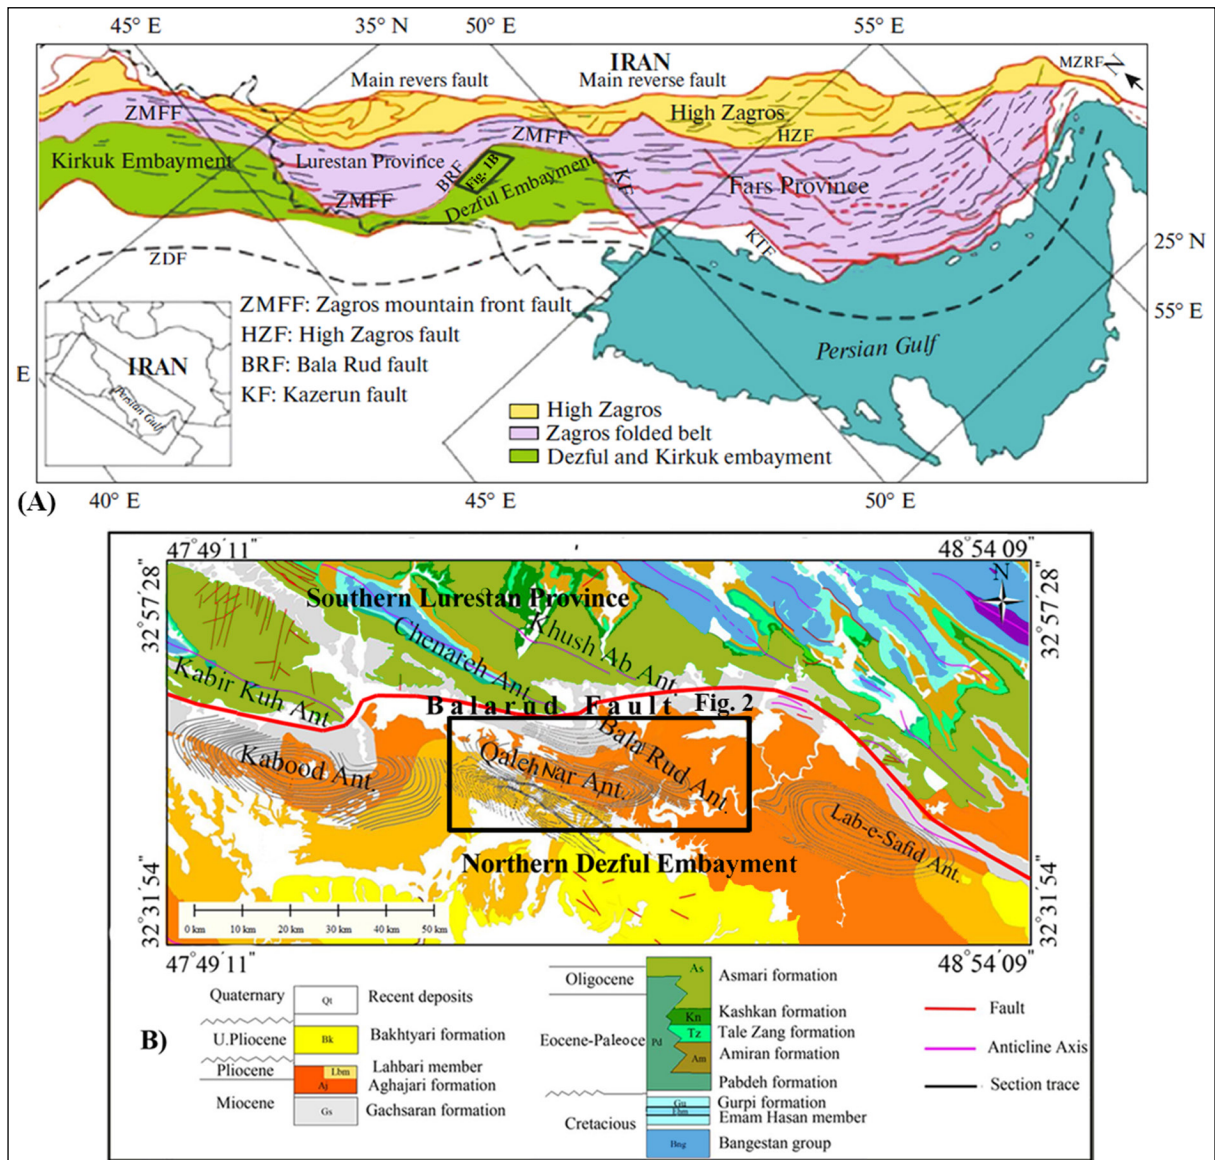 45° E 35° N 50° E 55° E
IRAN
Main revers fault Main reverse fault
MZRF N
High Zagros
HZF
ZMFF ZMFF
Kirkuk Embayment Lurestan Province BRF Fig. 1B Dezful Embayment KF Fars Province
ZMFF
KTF
ZDF
25° N
55° E
ZMFF: Zagros mountain front fault
HZF: High Zagros fault
BRF: Bala Rud fault
KF: Kazerun fault
E
IRAN
Persian Gulf
Persian Gulf
High Zagros
Zagros folded belt
Dezful and Kirkuk embayment
(A)
40° E 45° E 50° E
47°49′11" 48°54′09"
32°57′28" 32°57′28"
N
Southern Lurestan Province
Chenareh Ant. Khush Ab Ant.
Kabir Kuh Ant.
Balarud Fault Fig. 2
Kabood Ant. Qaleh Nar Ant. Bala Rud Ant.
Lab-e-Safid Ant.
Northern Dezful Embayment
32°31′54" 32°31′54"
0 km 10 km 20 km 30 km 40 km 50 km
47°49′11" 48°54′09"
B)
Quaternary Qt Recent deposits
U.Pliocene Bk Bakhtyari formation
Pliocene Lbm Lahbari member
Aj Aghajari formation
Miocene
Gs Gachsaran formation
Oligocene As Asmari formation
Kn Kashkan formation
Tz Tale Zang formation
Eocene-Paleoce Pd
Am Amiran formation
Pabdeh formation
Gu Gurpi formation
Cretacious Ehm Emam Hasan member
Bng Bangestan group
Fault
Anticline Axis
Section trace